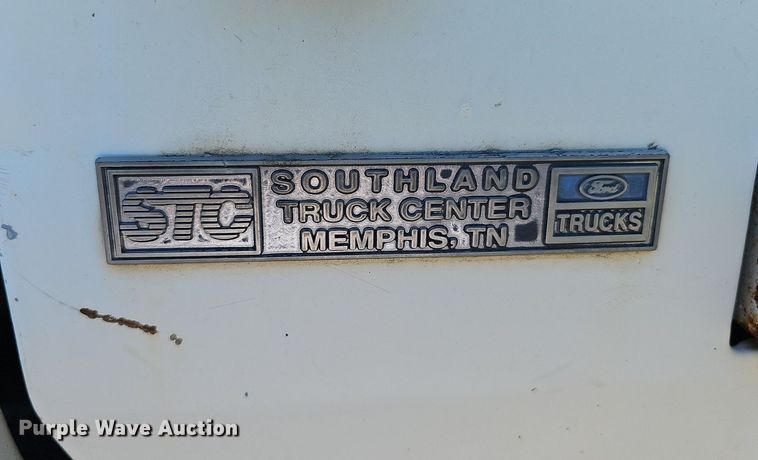 STC
SOUTHLAND
TRUCK CENTER
MEMPHIS, TN
Ford
TRUCKS
Purple Wave Auction